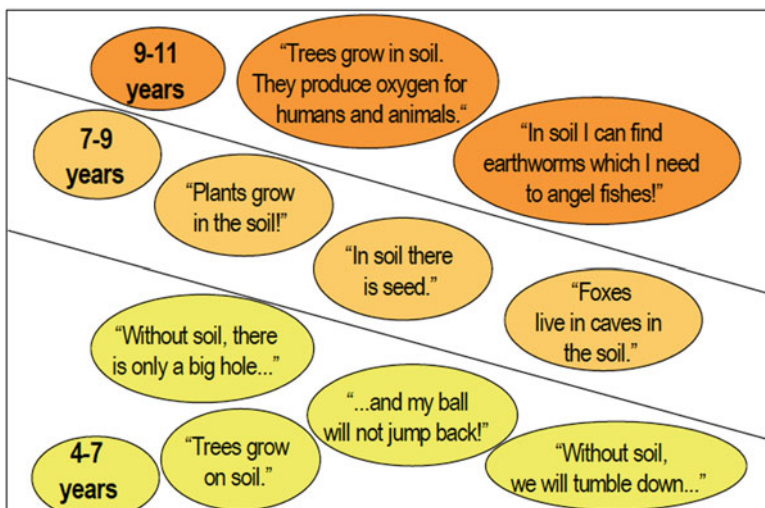 9-11
years
“Trees grow in soil.
They produce oxygen for
humans and animals.“
“In soil I can find
earthworms which I need
to angel fishes!”
7-9
years
“Plants grow
in the soil!”
“In soil there
is seed.”
“Foxes
live in caves in
the soil.”
“Without soil, there
is only a big hole...”
“...and my ball
will not jump back!”
4-7
years
“Trees grow
on soil.”
“Without soil,
we will tumble down...”